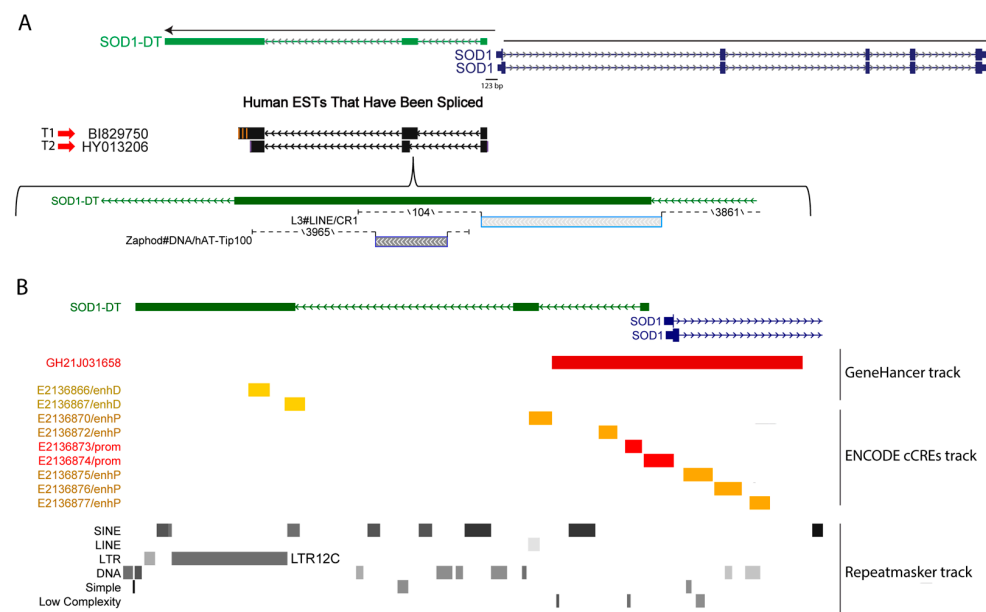 A
SOD1-DT
SOD1
SOD1
123 bp
Human ESTs That Have Been Spliced
T1 BI829750
T2 HY013206
SOD1-DT
L3#LINE/CR1 104 3861
Zaphod#DNA/hAT-Tip100 3965
B
SOD1-DT
SOD1
SOD1
GH21J031658
GeneHancer track
E2136866/enhD
E2136867/enhD
E2136870/enhP
E2136872/enhP
E2136873/prom
E2136874/prom
E2136875/enhP
E2136876/enhP
E2136877/enhP
ENCODE cCREs track
SINE
LINE
LTR LTR12C
DNA
Simple
Low Complexity
Repeatmasker track